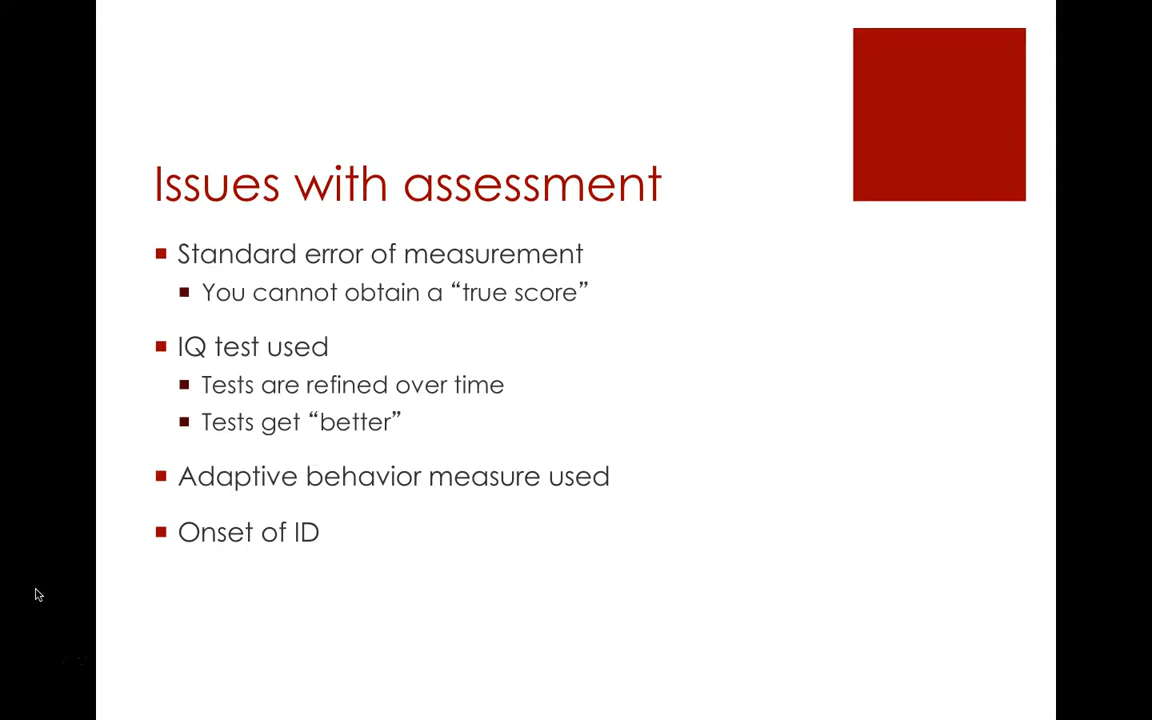 Issues with assessment
Standard error of measurement
You cannot obtain a “true score”
IQ test used
Tests are refined over time
Tests get “better”
Adaptive behavior measure used
Onset of ID